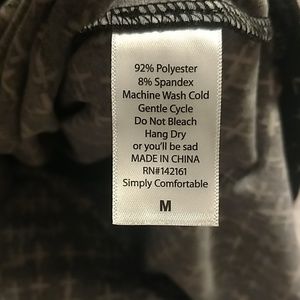 92% Polyester
8% Spandex
Machine Wash Cold
Gentle Cycle
Do Not Bleach
Hang Dry
or you'll be sad
MADE IN CHINA
RN#142161
Simply Comfortable
M